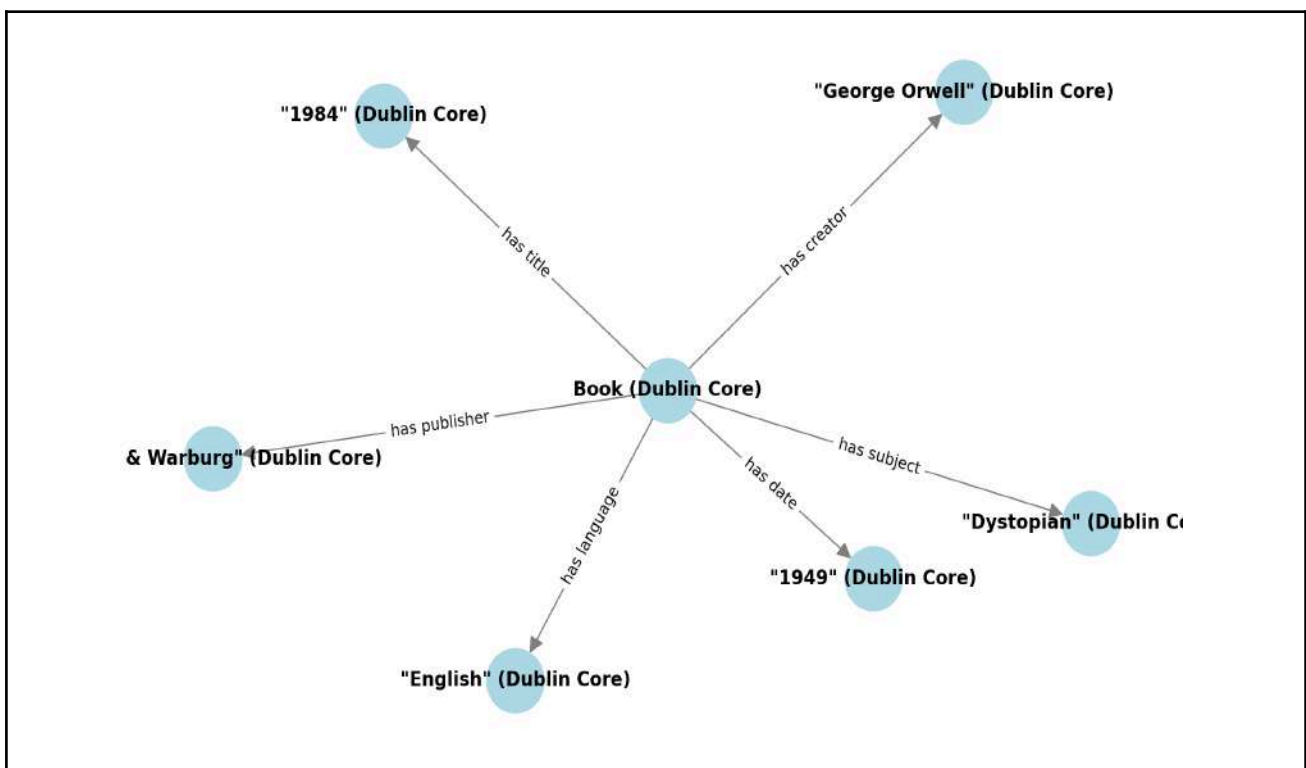 "George Orwell" (Dublin Core)
"1984" (Dublin Core)
has creator
has title
Book (Dublin Core)
has publisher
has subject
& Warburg" (Dublin Core)
has date
has language
"Dystopian" (Dublin Co
"1949" (Dublin Core)
"English" (Dublin Core)